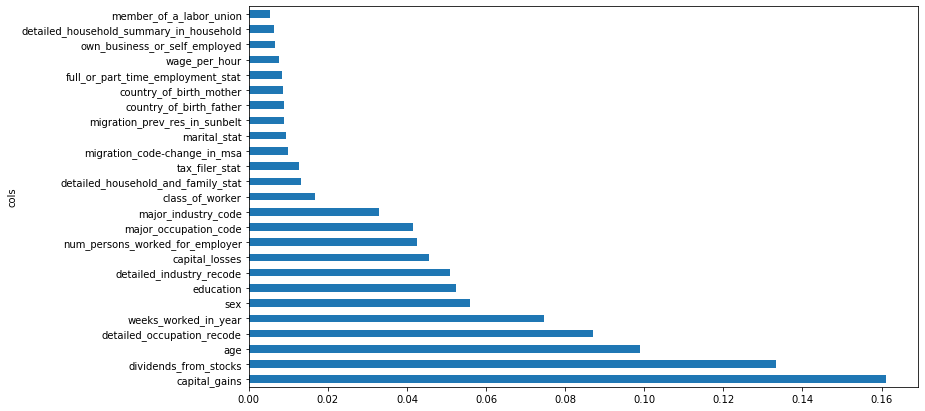 member_of_a_labor_union
detailed_household_summary_in_household
own_business_or_self_employed
wage_per_hour
full_or_part_time_employment_stat
country_of_birth_mother
country_of_birth_father
migration_prev_res_in_sunbelt
marital_stat
migration_code-change_in_msa
tax_filer_stat
detailed_household_and_family_stat
class_of_worker
major_industry_code
major_occupation_code
num_persons_worked_for_employer
capital_losses
detailed_industry_recode
education
sex
weeks_worked_in_year
detailed_occupation_recode
age
dividends_from_stocks
capital_gains
cols
0.00 0.02 0.04 0.06 0.08 0.10 0.12 0.14 0.16